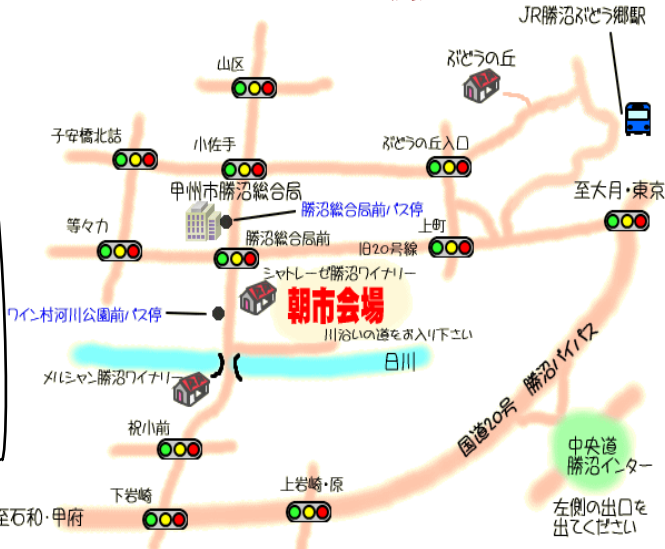 JR勝沼ぶどう郷駅
ぶどうの丘
山区
子安橋北詰
小佐手
ぶどうの丘入口
甲州市勝沼総合局
至大月・東京
勝沼総合局前バス停
等々力
上町
勝沼総合局前
旧20号線
シャトレーゼ勝沼ワイナリー
朝市会場
ワイン村河川公園前バス停
川沿いの道をお入り下さい
日川
メルシャン勝沼ワイナリー
国道20号 勝沼バイパス
祝小前
中央道
勝沼インター
下岩崎
上岩崎・原
至石和・甲府
左側の出口を
出てください